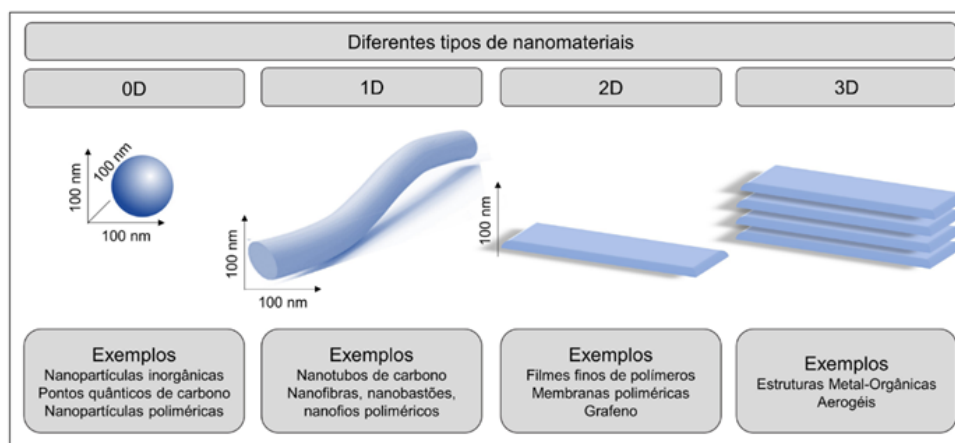 Diferentes tipos de nanomateriais
0D
1D
2D
3D
100 nm
100 nm
100 nm
100 nm
100 nm
100 nm
Exemplos
Nanopartículas inorgânicas
Pontos quânticos de carbono
Nanopartículas poliméricas
Exemplos
Nanotubos de carbono
Nanofibras, nanobastões,
nanofios poliméricos
Exemplos
Filmes finos de polímeros
Membranas poliméricas
Grafeno
Exemplos
Estruturas Metal-Orgânicas
Aerogéis